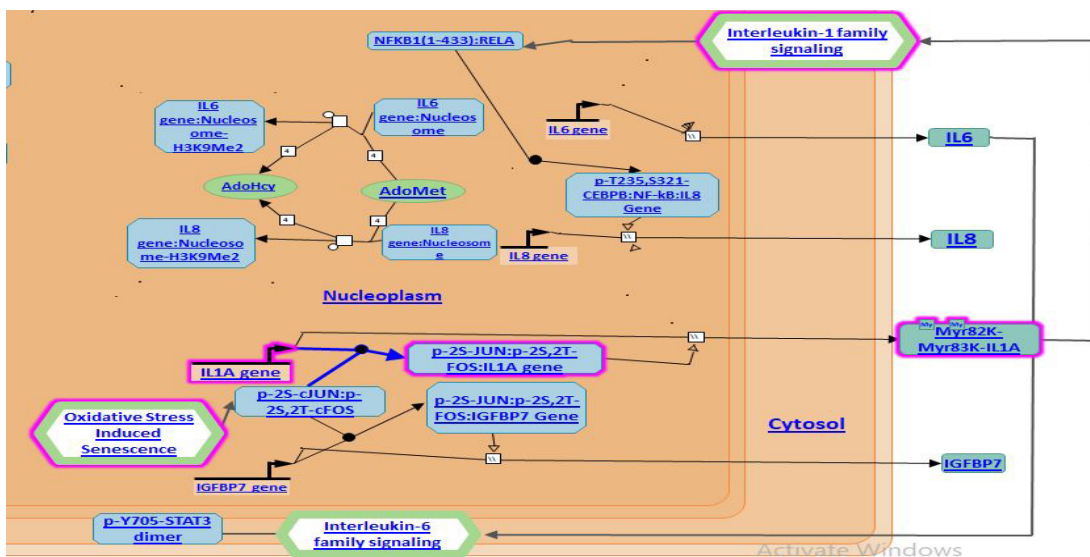 NFKB1(1-433):RELA
Interleukin-1 family
signaling
IL6
gene:Nucleoso
me-
H3K9Me2
IL6
gene:Nucleos
ome
IL6 gene
IL6
4
4
AdoHcy
AdoMet
p-T235,S321-
CEBPB:NF-kB:IL8
Gene
4
4
IL8
gene:Nucleoso
me-H3K9Me2
IL8
gene:Nucleosom
e
IL8 gene
IL8
Nucleoplasm
My My
Myr82K-
Myr83K-IL1A
IL1A gene
p-2S-JUN:p-2S,2T-
FOS:IL1A gene
p-2S-cJUN:p-
2S,2T-cFOS
p-2S-JUN:p-2S,2T-
FOS:IGFBP7 Gene
Oxidative Stress
Induced
Senescence
Cytosol
IGFBP7 gene
IGFBP7
p-Y705-STAT3
dimer
Interleukin-6
family signaling
Activate Windows